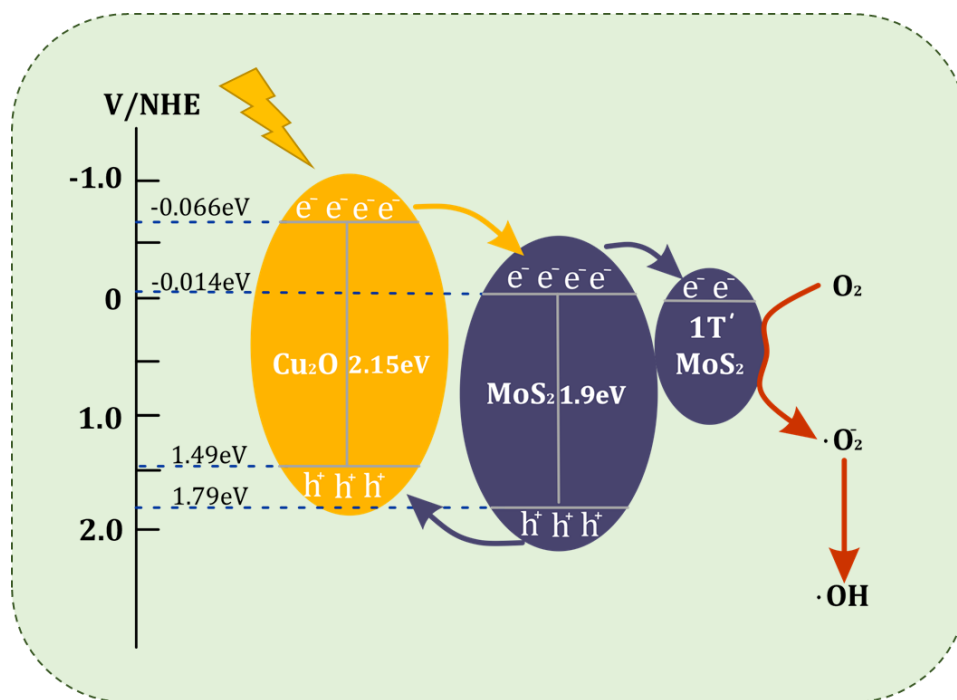 V/NHE
-1.0
-0.066eV
e⁻ e⁻ e⁻ e⁻
-0.014eV
e⁻ e⁻ e⁻ e⁻
e⁻ e⁻
0
O₂
1T′
MoS₂
Cu₂O 2.15eV
MoS₂ 1.9eV
1.0
·O₂⁻
1.49eV
h⁺ h⁺ h⁺
1.79eV
h⁺ h⁺ h⁺
2.0
·OH